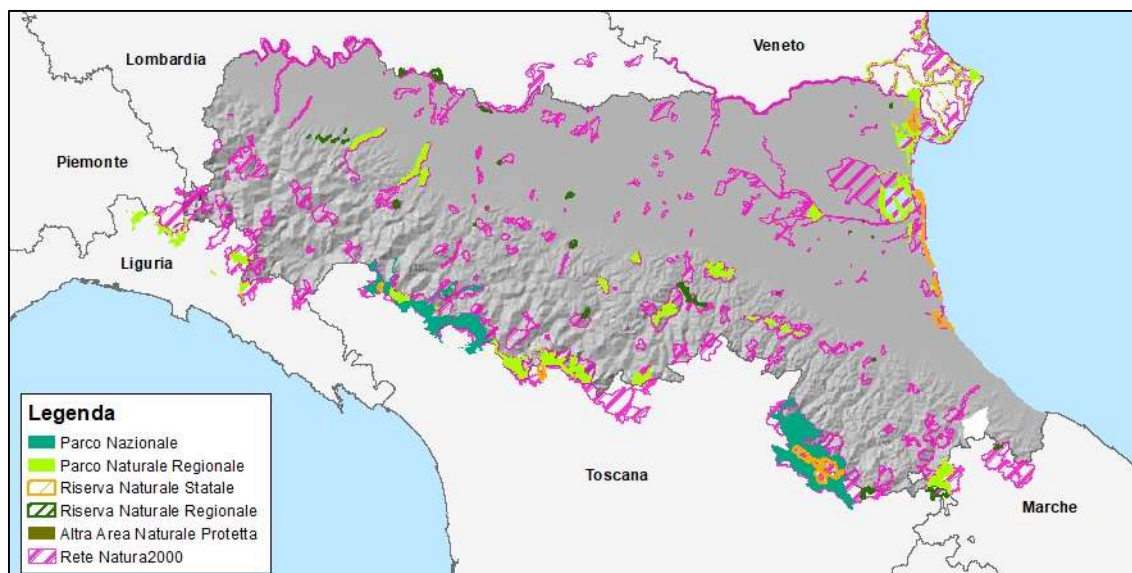 Veneto
Lombardia
Piemonte
Liguria
Toscana
Marche
Legenda
Parco Nazionale
Parco Naturale Regionale
Riserva Naturale Statale
Riserva Naturale Regionale
Altra Area Naturale Protetta
Rete Natura2000